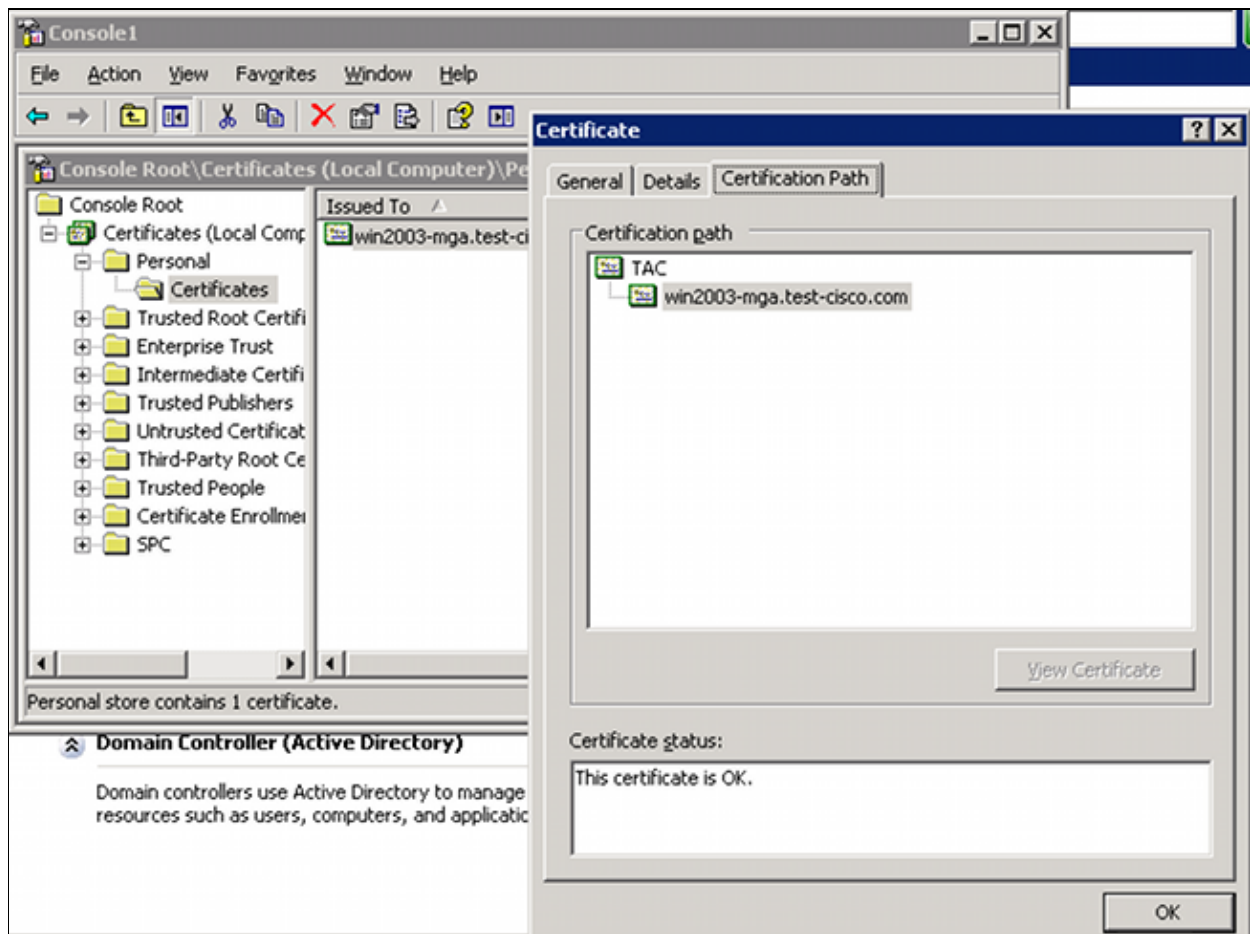 Console1
File Action View Favorites Window Help
Console Root\Certificates (Local Computer)\Pe
Console Root
Certificates (Local Comp
Personal
Certificates
Trusted Root Certifi
Enterprise Trust
Intermediate Certifi
Trusted Publishers
Untrusted Certificat
Third-Party Root Ce
Trusted People
Certificate Enrollmer
SPC
Issued To
win2003-mga.test-ci
Personal store contains 1 certificate.
Domain Controller (Active Directory)
Domain controllers use Active Directory to manage
resources such as users, computers, and applicatic
Certificate
General Details Certification Path
Certification path
TAC
win2003-mga.test-cisco.com
View Certificate
Certificate status:
This certificate is OK.
OK